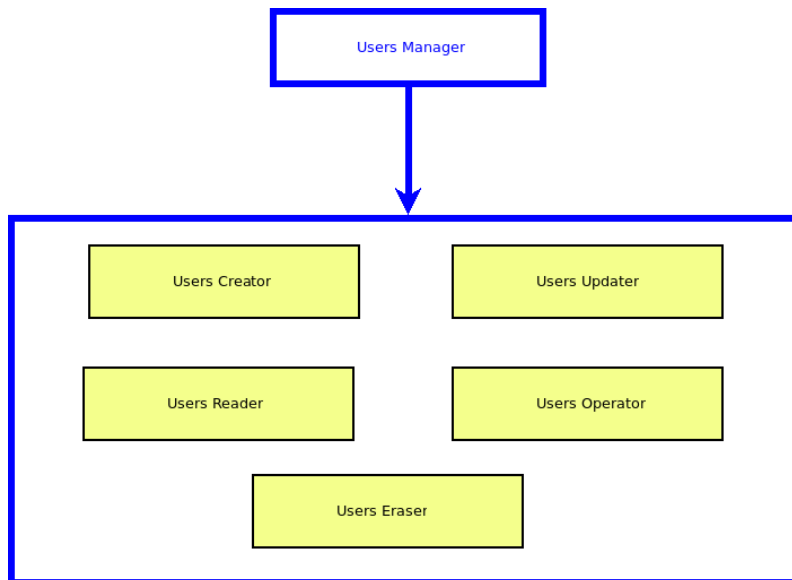 Users Manager
Users Creator
Users Updater
Users Reader
Users Operator
Users Eraser